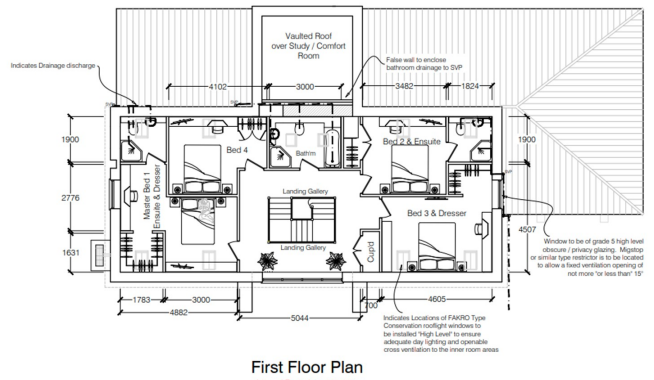 Vaulted Roof
over Study / Comfort
Room
False wall to enclose
bathroom drainage to SVP
Indicates Drainage discharge
4102
3000
3482
1824
SVP
1900
2776
1631
Bed 4
Bath'm
Bed 2 & Ensuite
1900
SVP
Master Bed 1
Ensuite & Dresser
Landing Gallery
Landing Gallery
Bed 3 & Dresser
Cup'd
4507
Window to be of grade 5 high level
obscure / privacy glazing. Migstop
or similar type restrictor is to be located
to allow a fixed ventilation opening of
not more "or less than" 15"
1783
3000
4882
5044
700
4605
Indicates Locations of FAKRO Type
Conservation rooflight windows to
be installed "High Level" to ensure
adequate day lighting and openable
cross ventilation to the inner room areas
First Floor Plan